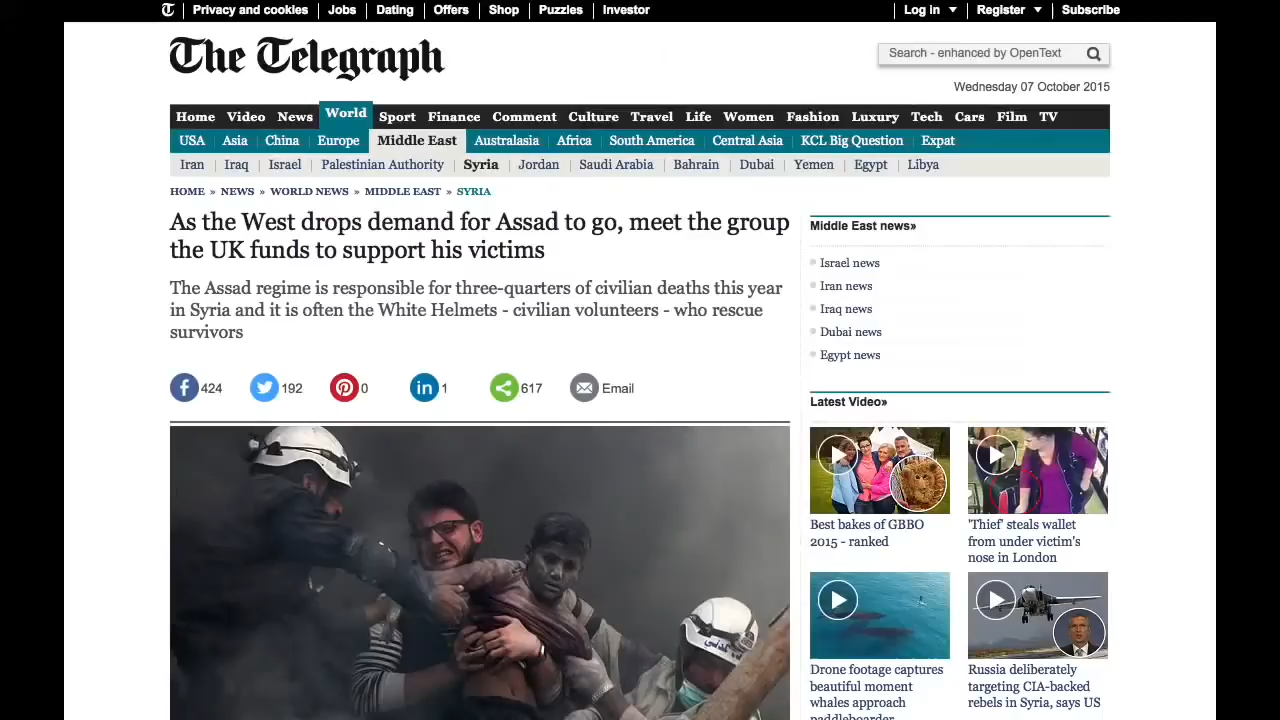 Privacy and cookies Jobs Dating Offers Shop Puzzles Investor Log in Register Subscribe
The Telegraph
Search - enhanced by OpenText
Wednesday 07 October 2015
Home Video News World Sport Finance Comment Culture Travel Life Women Fashion Luxury Tech Cars Film TV
USA Asia China Europe Middle East Australasia Africa South America Central Asia KCL Big Question Expat
Iran Iraq Israel Palestinian Authority Syria Jordan Saudi Arabia Bahrain Dubai Yemen Egypt Libya
HOME » NEWS » WORLD NEWS » MIDDLE EAST » SYRIA
As the West drops demand for Assad to go, meet the group
the UK funds to support his victims
The Assad regime is responsible for three-quarters of civilian deaths this year
in Syria and it is often the White Helmets - civilian volunteers - who rescue
survivors
424 192 0 1 617 Email
Middle East news»
Israel news
Iran news
Iraq news
Dubai news
Egypt news
Latest Video»
Best bakes of GBBO
2015 - ranked
'Thief' steals wallet
from under victim's
nose in London
Drone footage captures
beautiful moment
whales approach
paddleboarder
Russia deliberately
targeting CIA-backed
rebels in Syria, says US